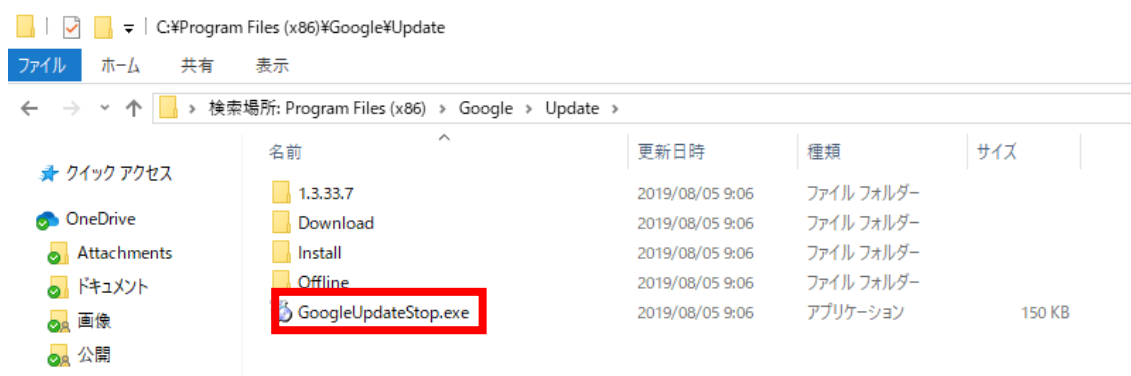 C:¥Program Files (x86)¥Google¥Update
ファイル ホーム 共有 表示
検索場所: Program Files (x86) > Google > Update >
名前 更新日時 種類 サイズ
クイック アクセス
OneDrive
Attachments
ドキュメント
画像
公開
1.3.33.7 2019/08/05 9:06 ファイル フォルダー
Download 2019/08/05 9:06 ファイル フォルダー
Install 2019/08/05 9:06 ファイル フォルダー
Offline 2019/08/05 9:06 ファイル フォルダー
GoogleUpdateStop.exe 2019/08/05 9:06 アプリケーション 150 KB